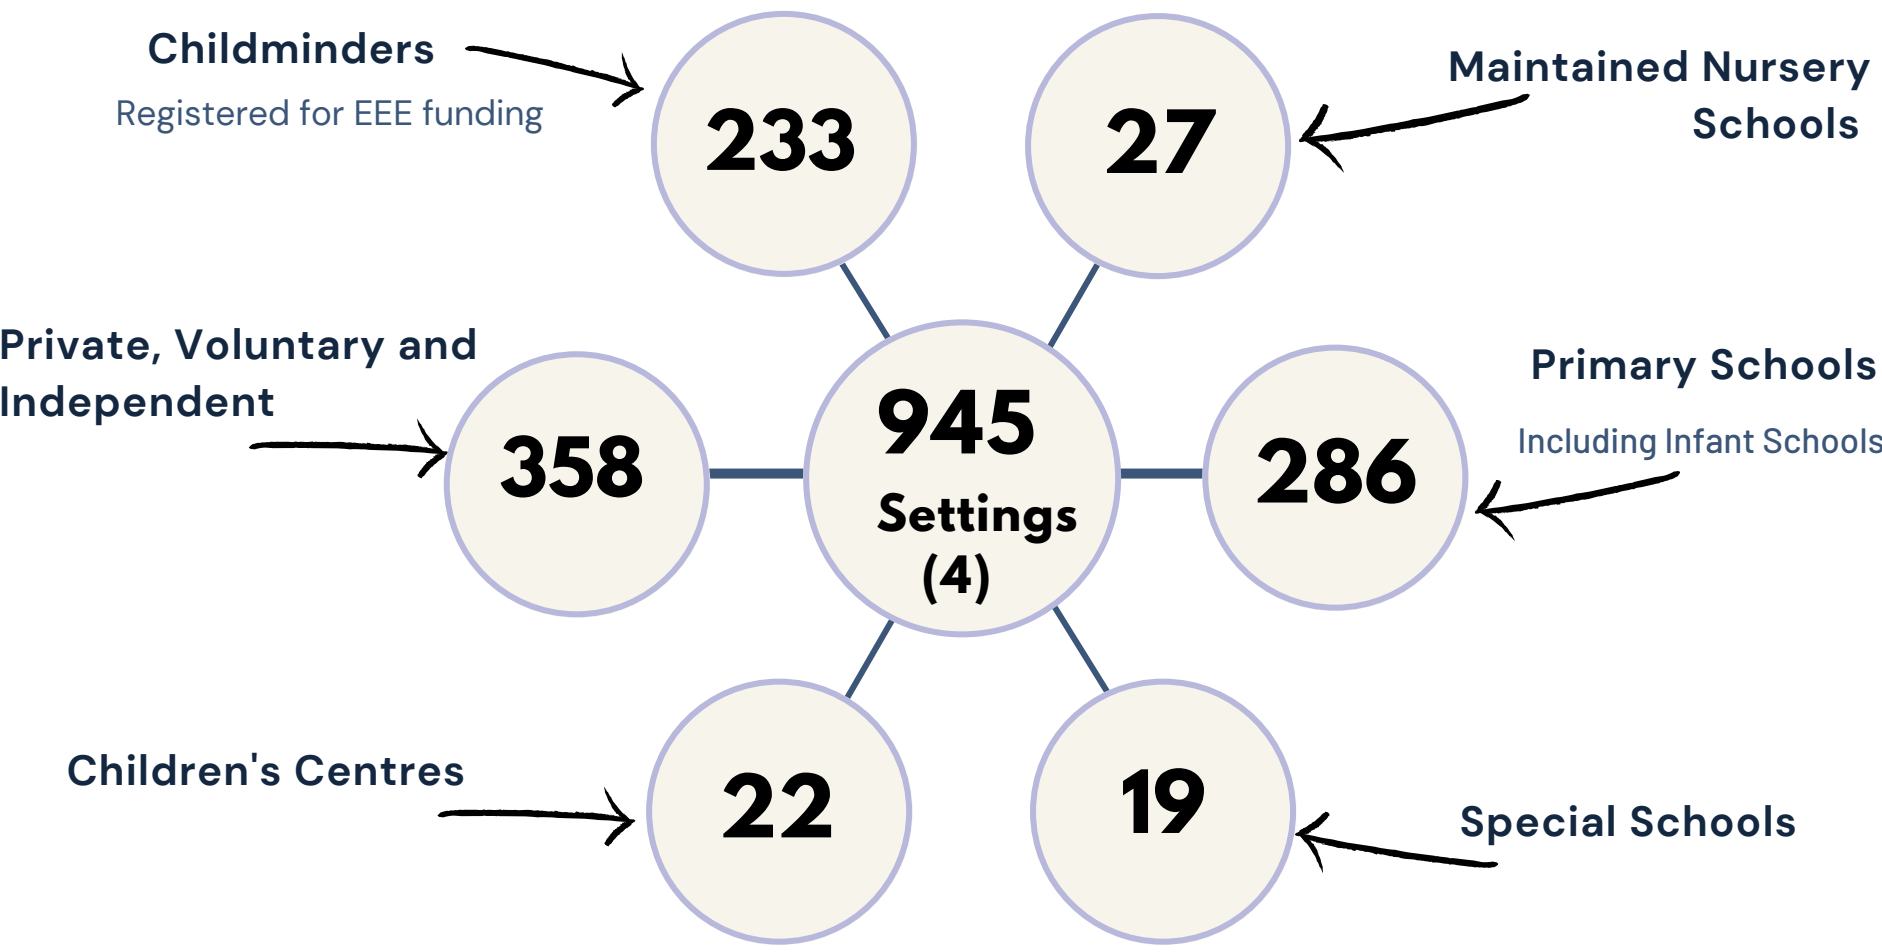 Childminders
Registered for EEE funding
233
27
Maintained Nursery
Schools
Private, Voluntary and
Independent
358
945
Settings
(4)
286
Primary Schools
Including Infant Schools
Children's Centres
22
19
Special Schools